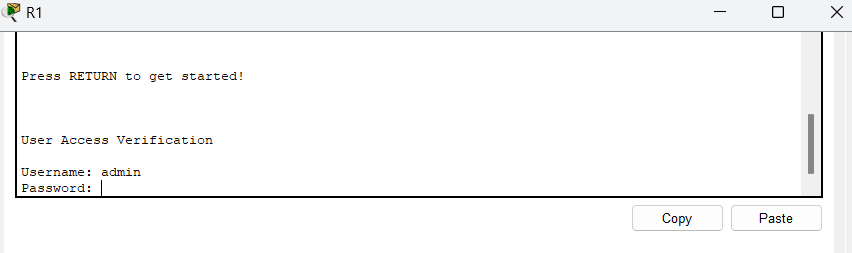 R1
Press RETURN to get started!
User Access Verification
Username: admin
Password:
Copy
Paste